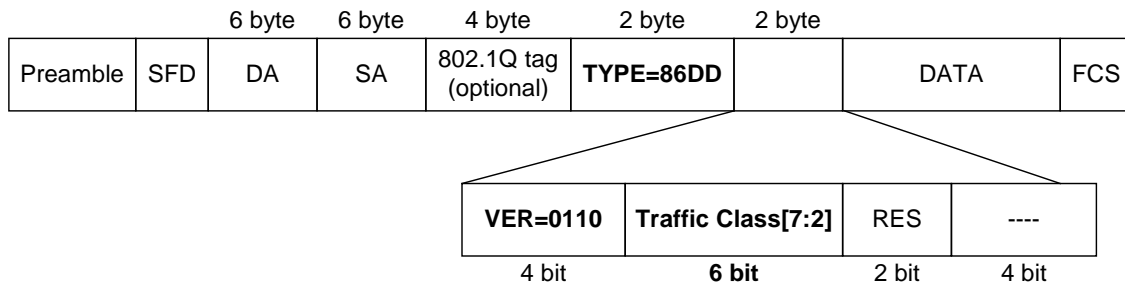 6 byte 6 byte 4 byte 2 byte 2 byte
Preamble SFD DA SA 802.1Q tag (optional) TYPE=86DD DATA FCS
VER=0110 Traffic Class[7:2] RES ----
4 bit 6 bit 2 bit 4 bit